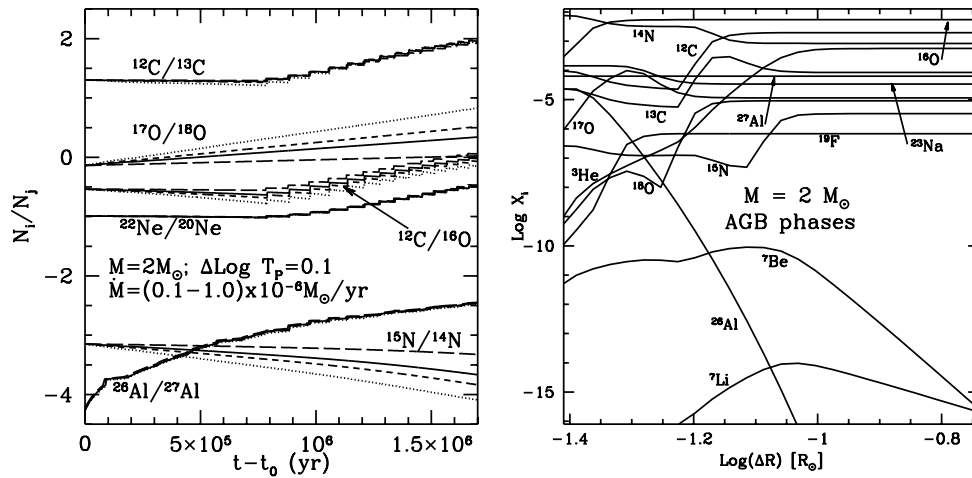 2
0
−2
−4
Nᵢ/Nⱼ
¹²C/¹³C
¹⁷O/¹⁸O
²²Ne/²⁰Ne
¹²C/¹⁶O
M=2M☉; ΔLog T_P=0.1
Ṁ=(0.1−1.0)x10⁻⁶M☉/yr
¹⁵N/¹⁴N
²⁶Al/²⁷Al
0
5×10⁵
10⁶
1.5×10⁶
t−t₀ (yr)
−5
−10
−15
Log Xᵢ
¹⁴N
¹²C
¹⁶O
¹⁷O
¹³C
²⁷Al
²³Na
¹⁹F
³He
¹⁸O
¹⁵N
M = 2 M☉
AGB phases
⁷Be
²⁶Al
⁷Li
−1.4
−1.2
−1
−0.8
Log(ΔR) [R☉]